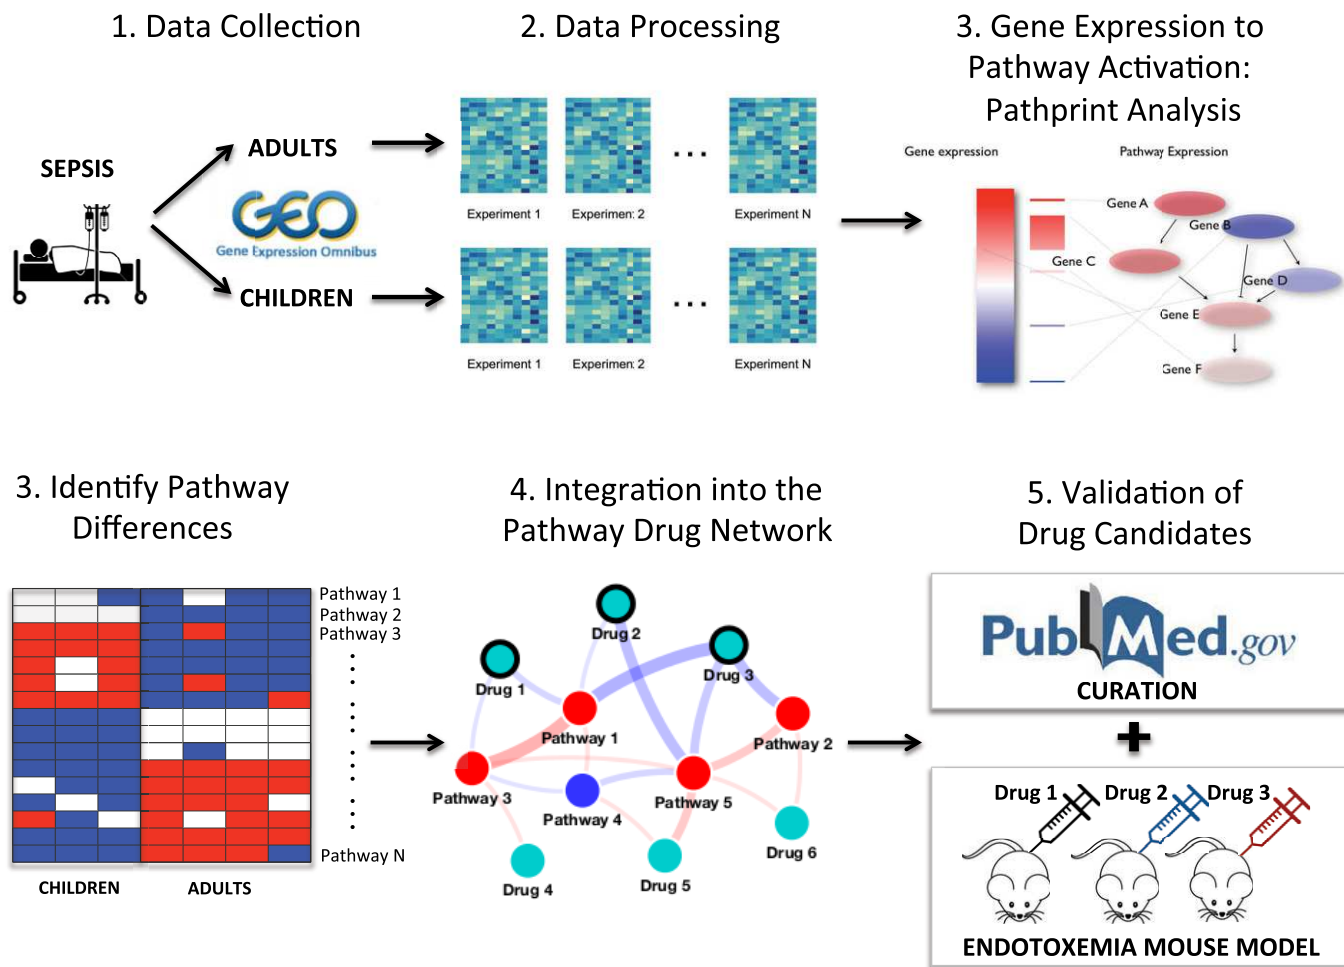 1. Data Collection
2. Data Processing
3. Gene Expression to
Pathway Activation:
Pathprint Analysis
SEPSIS
ADULTS
GEO
Gene Expression Omnibus
CHILDREN
Experiment 1
Experimen: 2
...
Experiment N
Experiment 1
Experimen: 2
...
Experiment N
Gene expression
Pathway Expression
Gene A
Gene B
Gene C
Gene D
Gene E
Gene F
3. Identify Pathway
Differences
Pathway 1
Pathway 2
Pathway 3
Pathway N
CHILDREN
ADULTS
4. Integration into the
Pathway Drug Network
Drug 2
Drug 3
Drug 1
Pathway 1
Pathway 2
Pathway 3
Pathway 4
Pathway 5
Drug 6
Drug 4
Drug 5
5. Validation of
Drug Candidates
PubMed.gov
CURATION
+
Drug 1
Drug 2
Drug 3
ENDOTOXEMIA MOUSE MODEL